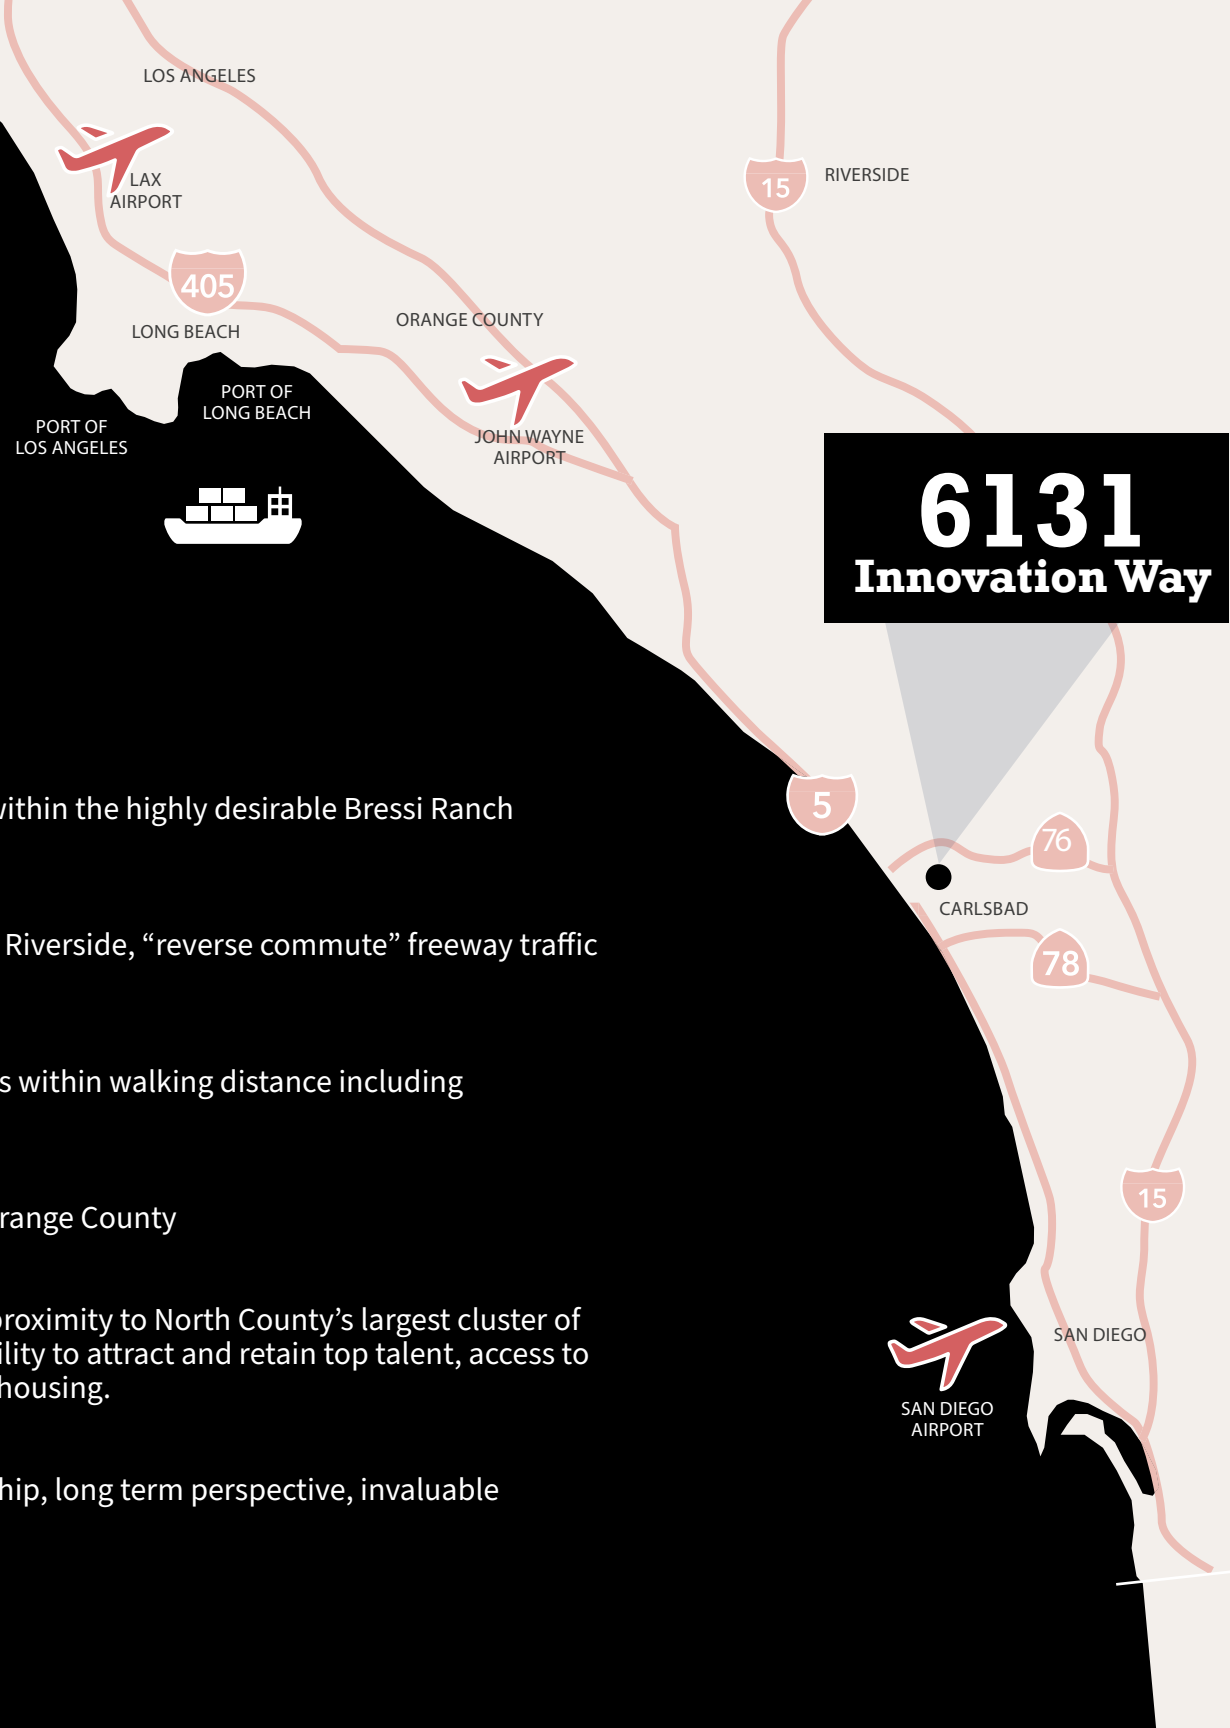 LOS ANGELES
LAX
AIRPORT
15
RIVERSIDE
405
LONG BEACH
ORANGE COUNTY
PORT OF
LONG BEACH
PORT OF
LOS ANGELES
JOHN WAYNE
AIRPORT
6131
Innovation Way
within the highly desirable Bressi Ranch
5
76
CARLSBAD
Riverside, “reverse commute” freeway traffic
78
s within walking distance including
15
range County
proximity to North County’s largest cluster of
ility to attract and retain top talent, access to
housing.
SAN DIEGO
SAN DIEGO
AIRPORT
hip, long term perspective, invaluable